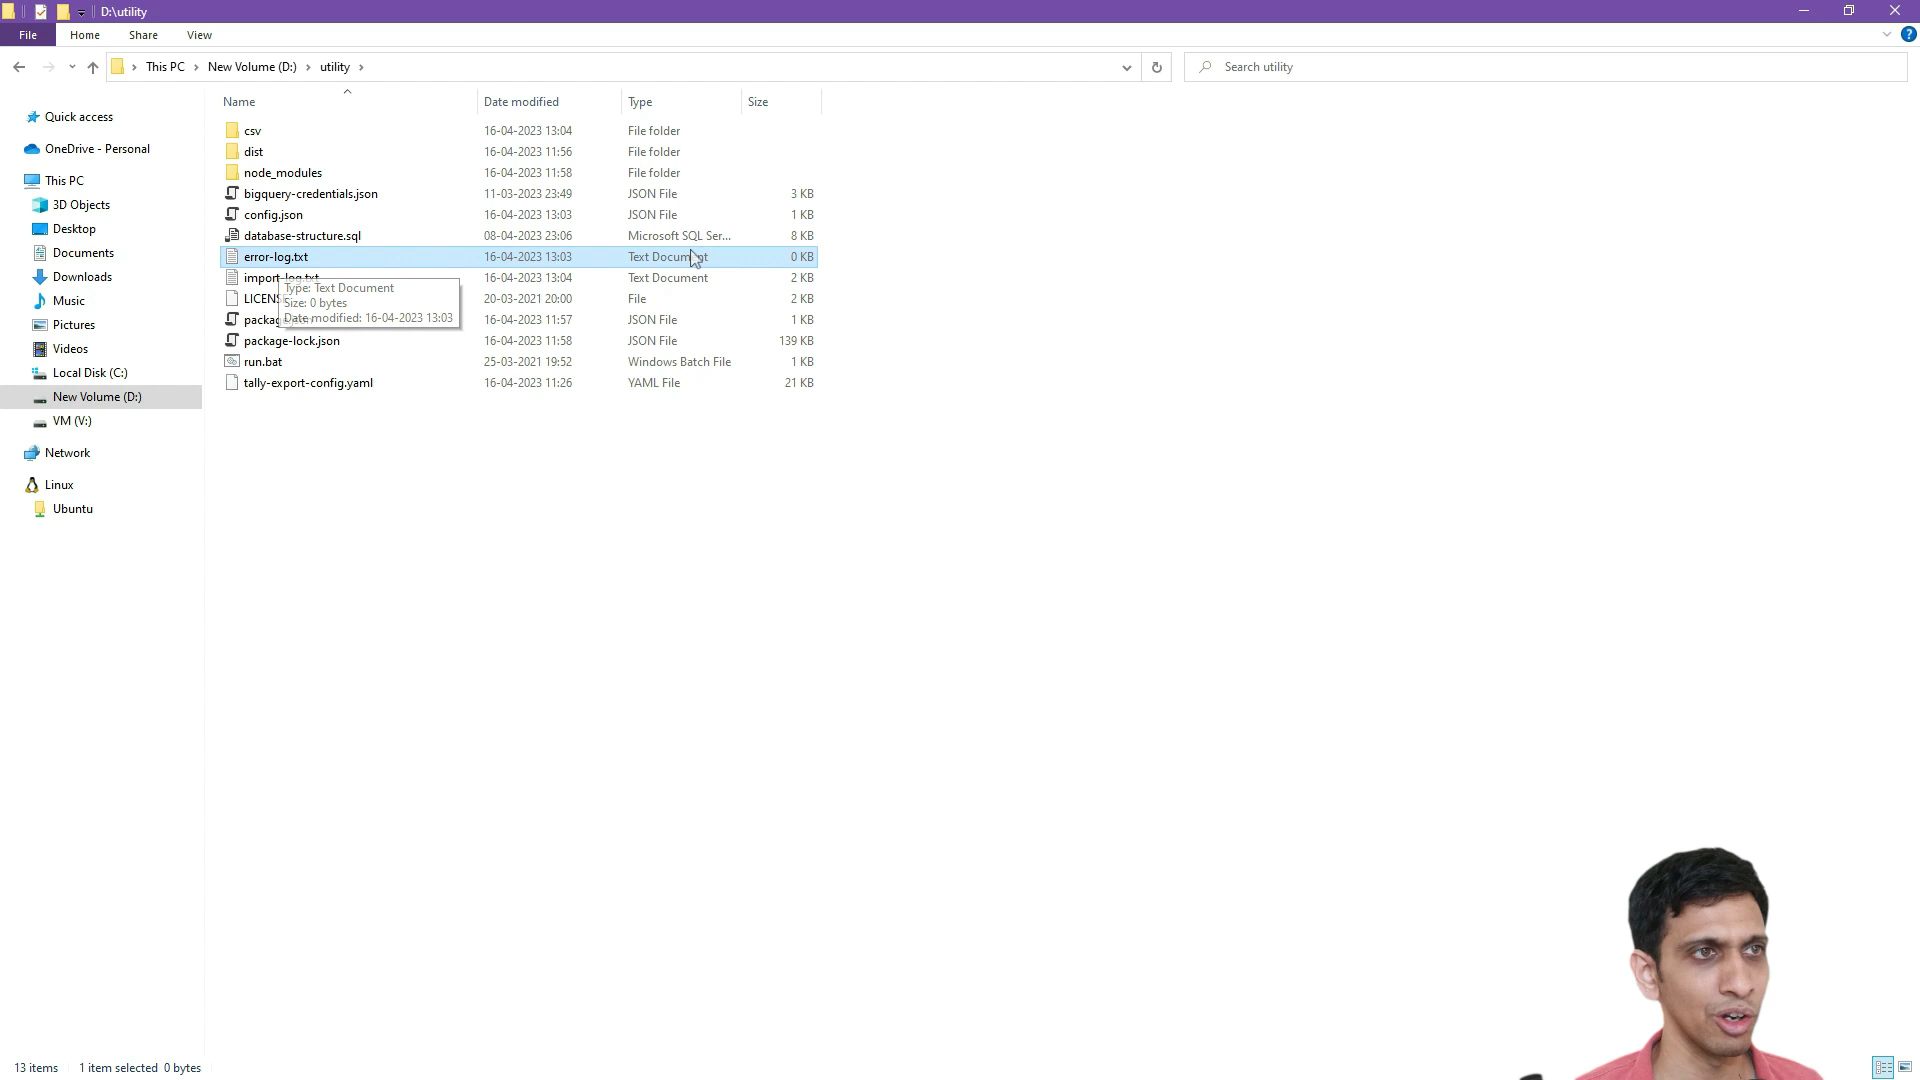 D:\utility
File Home Share View
This PC New Volume (D:) utility
Search utility
Name Date modified Type Size
Quick access
OneDrive - Personal
This PC
3D Objects
Desktop
Documents
Downloads
Music
Pictures
Videos
Local Disk (C:)
New Volume (D:)
VM (V:)
Network
Linux
Ubuntu
csv 16-04-2023 13:04 File folder
dist 16-04-2023 11:56 File folder
node_modules 16-04-2023 11:58 File folder
bigquery-credentials.json 11-03-2023 23:49 JSON File 3 KB
config.json 16-04-2023 13:03 JSON File 1 KB
database-structure.sql 08-04-2023 23:06 Microsoft SQL Ser... 8 KB
error-log.txt 16-04-2023 13:03 Text Document 0 KB
import-log.txt 16-04-2023 13:04 Text Document 2 KB
LICENS 20-03-2021 20:00 File 2 KB
packag 16-04-2023 11:57 JSON File 1 KB
package-lock.json 16-04-2023 11:58 JSON File 139 KB
run.bat 25-03-2021 19:52 Windows Batch File 1 KB
tally-export-config.yaml 16-04-2023 11:26 YAML File 21 KB
Type: Text Document
Size: 0 bytes
Date modified: 16-04-2023 13:03
13 items 1 item selected 0 bytes